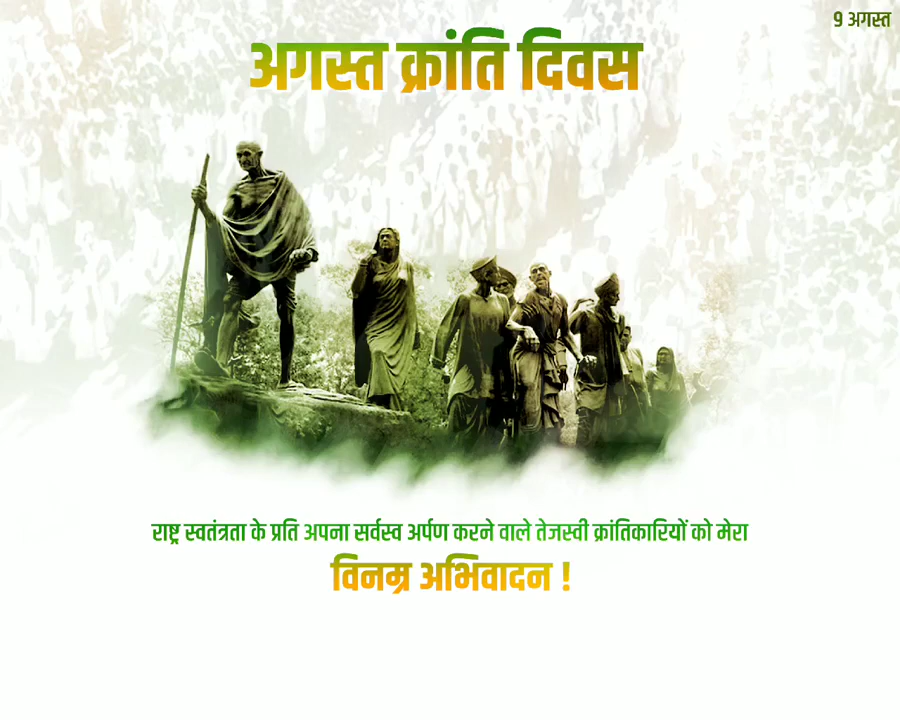 9 अगस्त
अगस्त क्रांति दिवस
राष्ट्र स्वतंत्रता के प्रति अपना सर्वस्व अर्पण करने वाले तेजस्वी क्रांतिकारियों को मेरा
विनम्र अभिवादन !